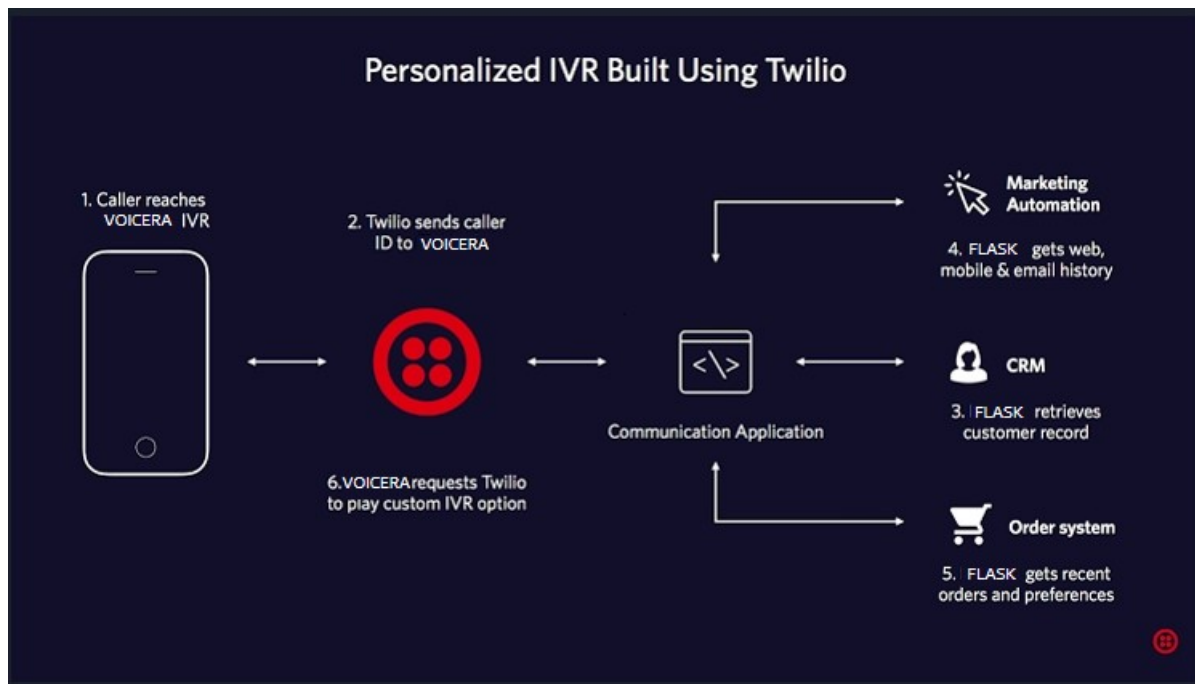 Personalized IVR Built Using Twilio
1. Caller reaches
VOICERA IVR
2. Twilio sends caller
ID to VOICERA
6.VOICERA requests Twilio
to play custom IVR option
</>
Communication Application
Marketing
Automation
4. FLASK gets web,
mobile & email history
CRM
3. FLASK retrieves
customer record
Order system
5. FLASK gets recent
orders and preferences